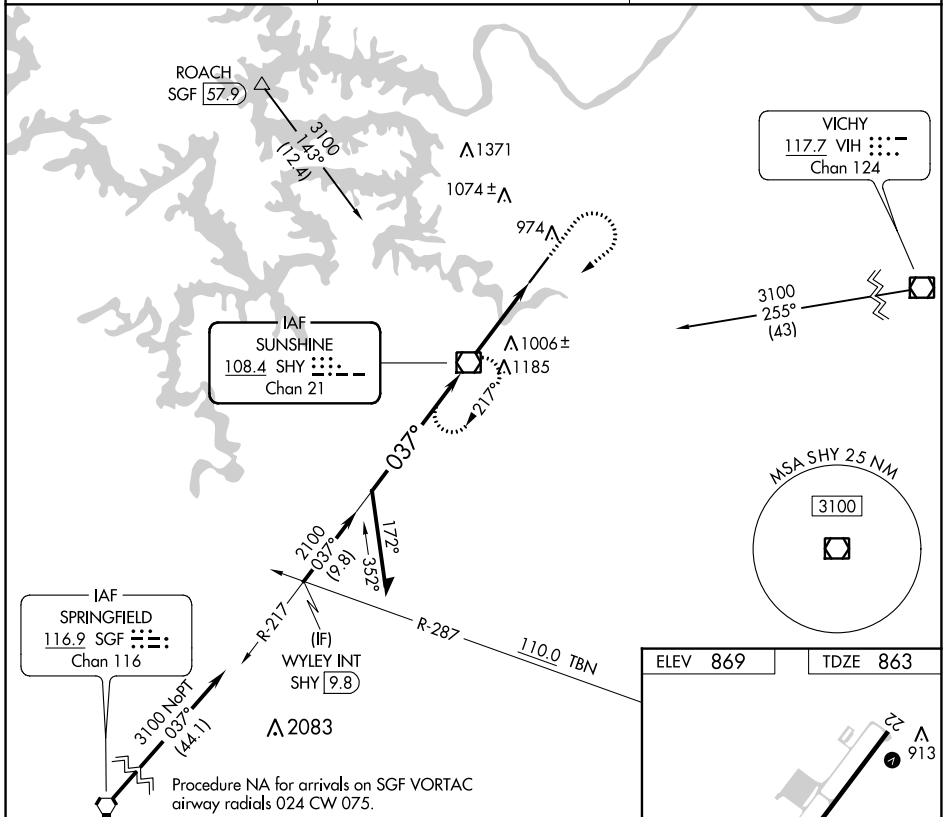 ROACH
SGF 57.9
3100
143°
(12.4)
1371
1074 ±
974
VICHY
117.7 VIH
Chan 124
3100
255°
(43)
IAF
SUNSHINE
108.4 SHY
Chan 21
1006 ±
1185
217°
037°
MSA SHY 25 NM
3100
172°
352°
2100
037°
(9.8)
IAF
SPRINGFIELD
116.9 SGF
Chan 116
R-217
(IF)
WYLEY INT
SHY 9.8
R-287
110.0 TBN
3100 NoPT
037°
(44.1)
2083
Procedure NA for arrivals on SGF VORTAC
airway radials 024 CW 075.
ELEV 869
TDZE 863
22
913
V